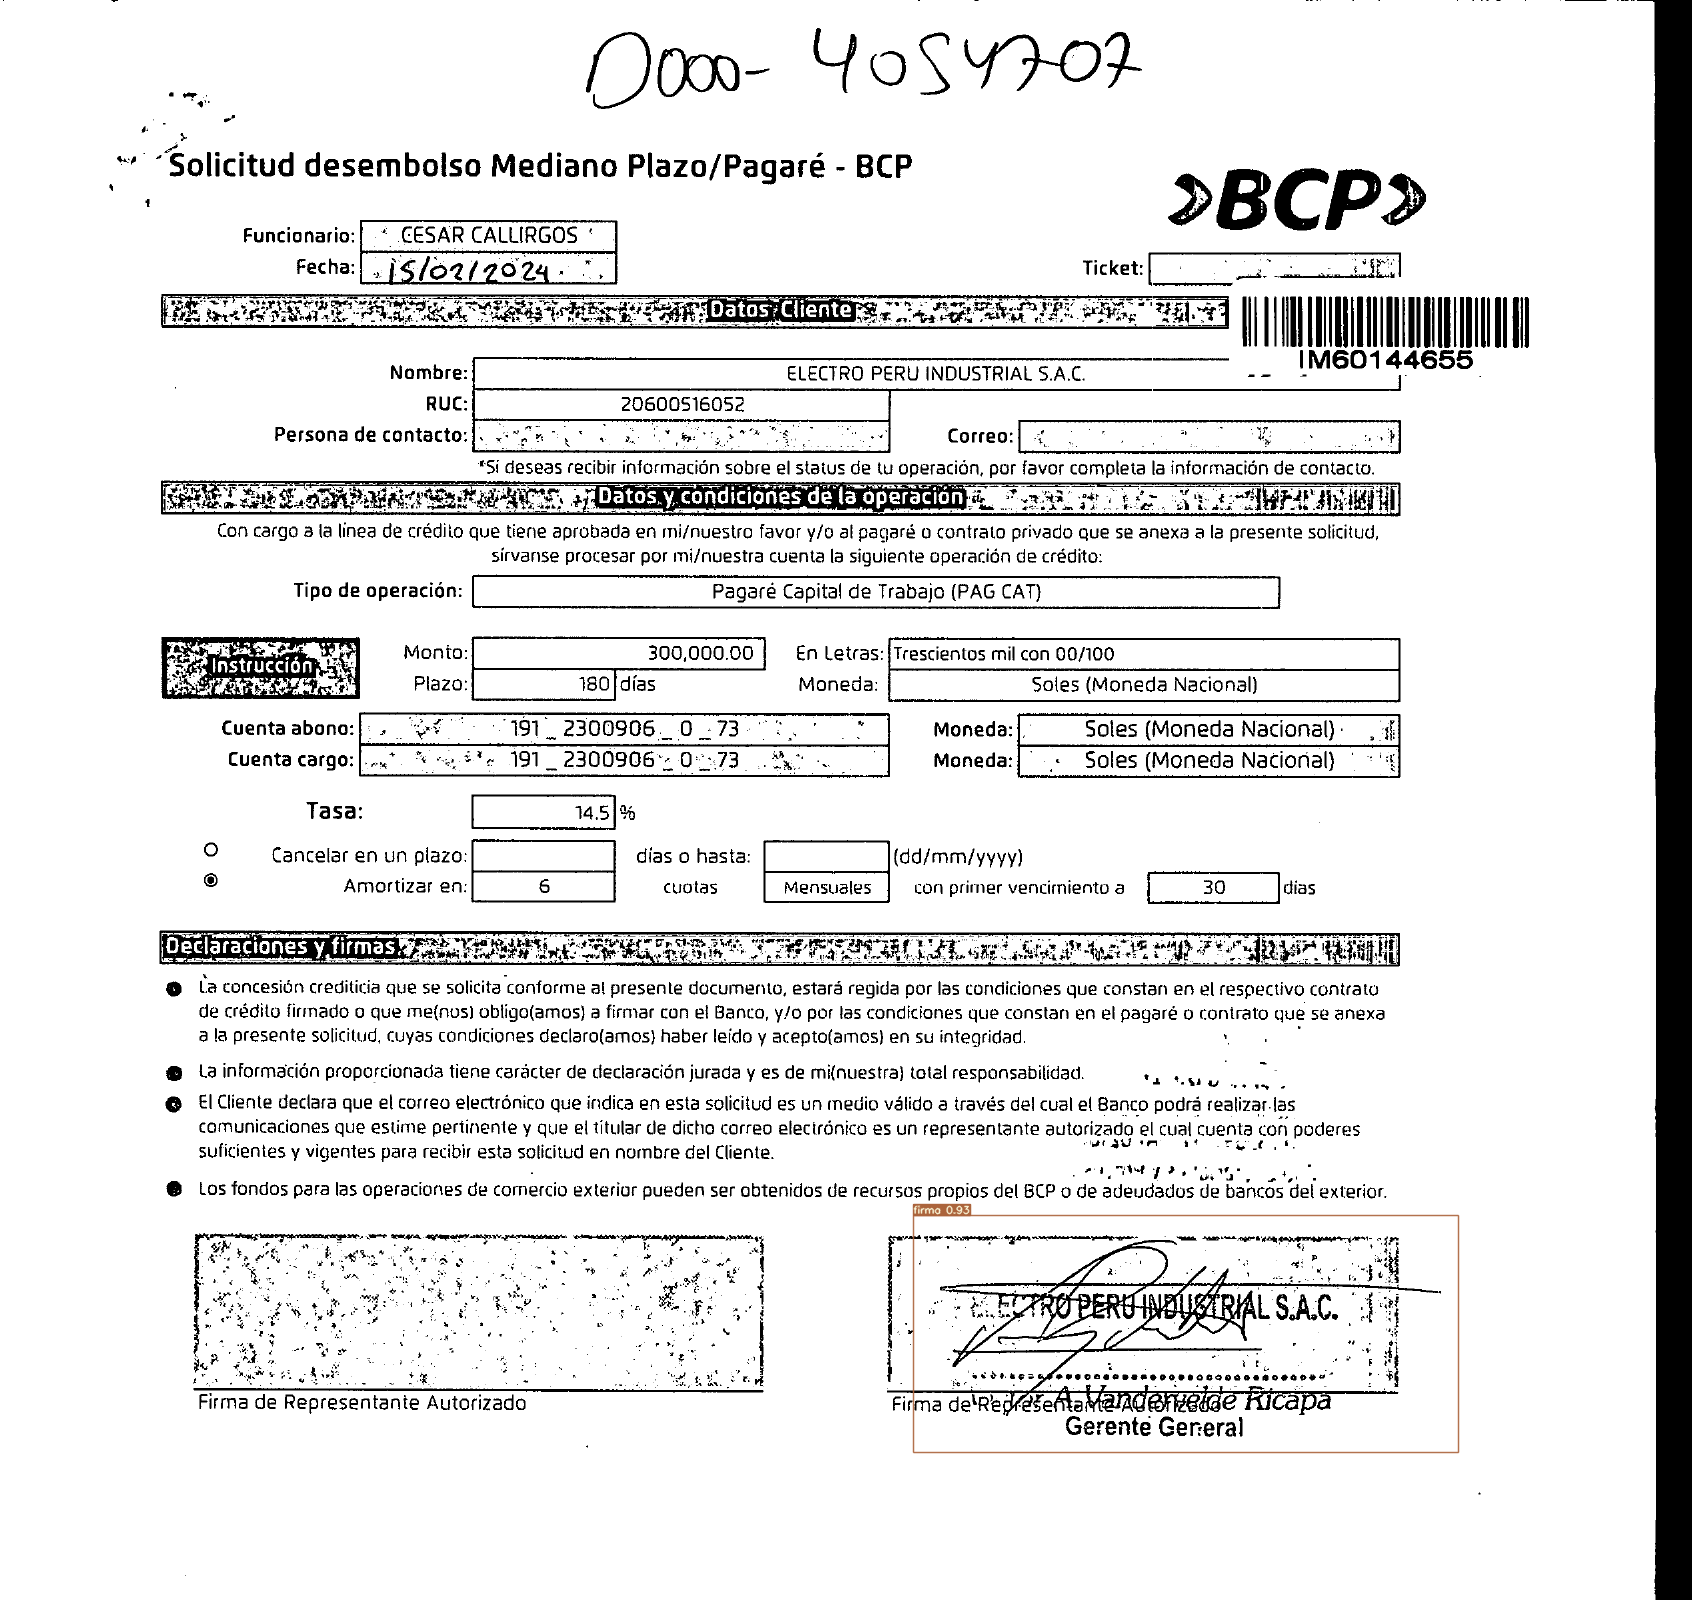 D000-4054707
Solicitud desembolso Mediano Plazo/Pagaré - BCP
BCP
Funcionario: CESAR CALLIRGOS
Fecha: 15/02/2024
Ticket:
Datos Cliente
IM60144655
Nombre: ELECTRO PERU INDUSTRIAL S.A.C.
RUC: 20600516052
Persona de contacto: Correo:
*Si deseas recibir información sobre el status de tu operación, por favor completa la información de contacto.
Datos y condiciones de la operación
Con cargo a la línea de crédito que tiene aprobada en mi/nuestro favor y/o al pagaré o contrato privado que se anexa a la presente solicitud,
sírvanse procesar por mi/nuestra cuenta la siguiente operación de crédito:
Tipo de operación: Pagaré Capital de Trabajo (PAG CAT)
Instrucción
Monto: 300,000.00 En Letras: Trescientos mil con 00/100
Plazo: 180 días Moneda: Soles (Moneda Nacional)
Cuenta abono: 191 _ 2300906 _ 0 _ 73 Moneda: Soles (Moneda Nacional)
Cuenta cargo: 191 _ 2300906 _ 0 _ 73 Moneda: Soles (Moneda Nacional)
Tasa: 14.5 %
Cancelar en un plazo: días o hasta: (dd/mm/yyyy)
Amortizar en: 6 cuotas Mensuales con primer vencimiento a 30 días
Declaraciones y firmas
La concesión crediticia que se solicita conforme al presente documento, estará regida por las condiciones que constan en el respectivo contrato
de crédito firmado o que me(nos) obligo(amos) a firmar con el Banco, y/o por las condiciones que constan en el pagaré o contrato que se anexa
a la presente solicitud, cuyas condiciones declaro(amos) haber leído y acepto(amos) en su integridad.
La información proporcionada tiene carácter de declaración jurada y es de mi(nuestra) total responsabilidad.
El Cliente declara que el correo electrónico que indica en esta solicitud es un medio válido a través del cual el Banco podrá realizar las
comunicaciones que estime pertinente y que el titular de dicho correo electrónico es un representante autorizado el cual cuenta con poderes
suficientes y vigentes para recibir esta solicitud en nombre del Cliente.
Los fondos para las operaciones de comercio exterior pueden ser obtenidos de recursos propios del BCP o de adeudados de bancos del exterior.
firma 0.93
ELECTRO PERU INDUSTRIAL S.A.C.
Firma de Representante Autorizado
Firma de Representante Autorizado
A. Vandervelde Ricapa
Gerente General